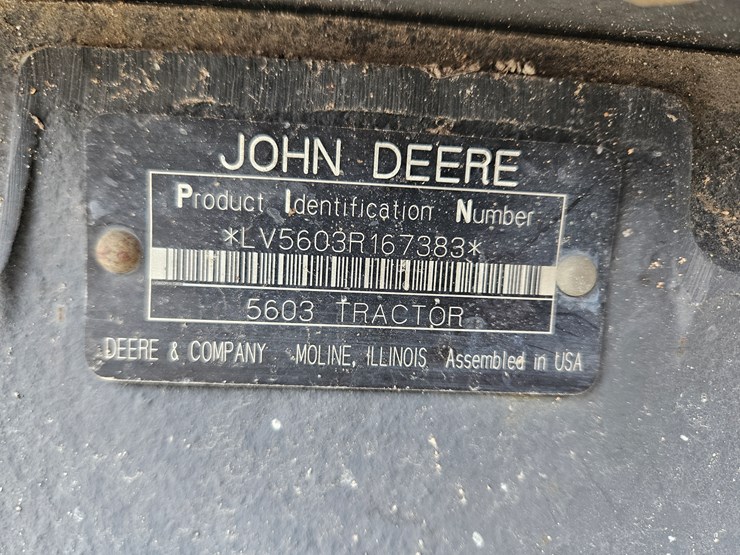 JOHN DEERE
Product Identification Number
*LV5603R167383*
5603 TRACTOR
DEERE & COMPANY MOLINE, ILLINOIS Assembled in USA